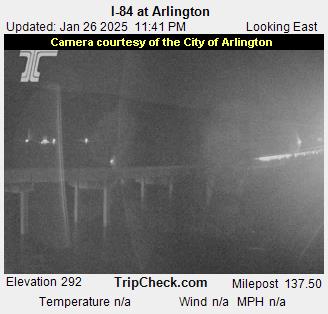 I-84 at Arlington
Updated: Jan 26 2025 11:41 PM Looking East
Camera courtesy of the City of Arlington
Elevation 292 TripCheck.com Milepost 137.50
Temperature n/a Wind n/a MPH n/a